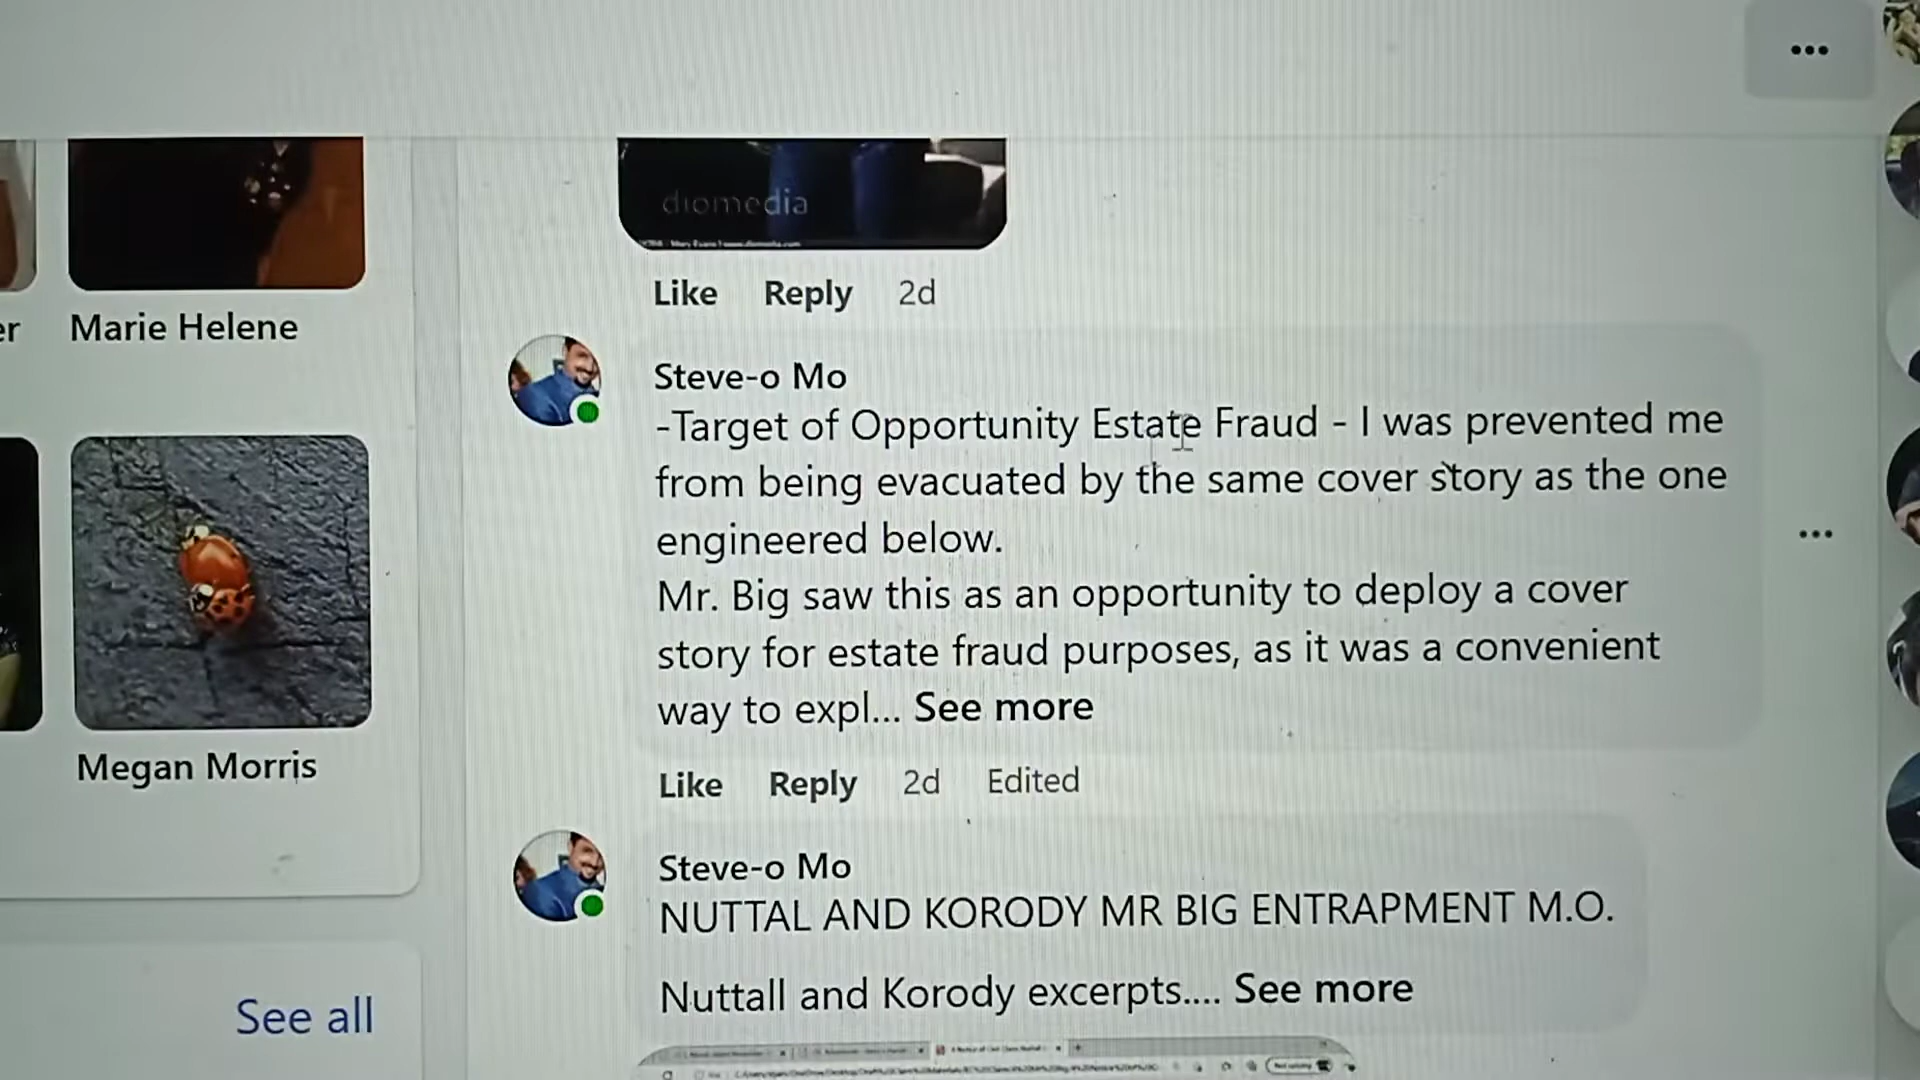 diomedia
Like Reply 2d
er
Marie Helene
Steve-o Mo
-Target of Opportunity Estate Fraud - I was prevented me
from being evacuated by the same cover story as the one
engineered below.
Mr. Big saw this as an opportunity to deploy a cover
story for estate fraud purposes, as it was a convenient
way to expl... See more
Like Reply 2d Edited
Megan Morris
Steve-o Mo
NUTTAL AND KORODY MR BIG ENTRAPMENT M.O.
Nuttall and Korody excerpts.... See more
See all